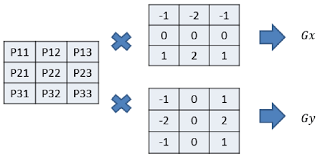 -1 -2 -1
0 0 0
1 2 1
Gx
P11 P12 P13
P21 P22 P23
P31 P32 P33
-1 0 1
-2 0 2
-1 0 1
Gy